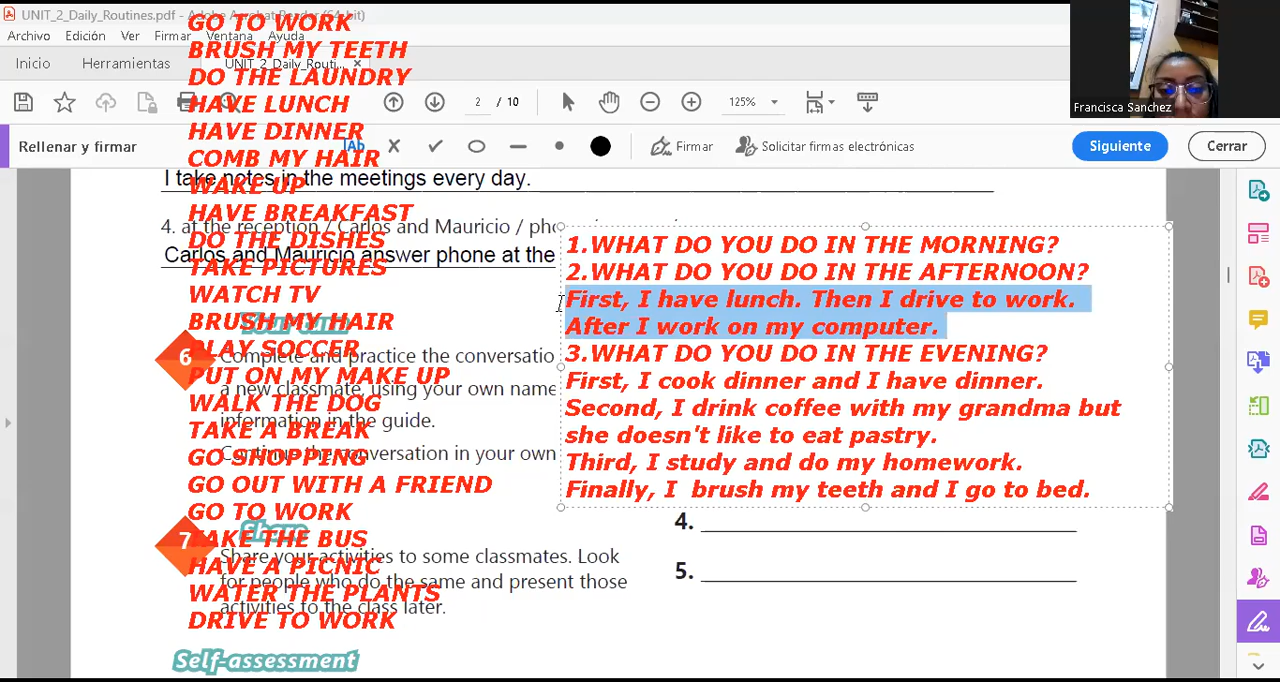 UNIT_2_Daily_Routines.pdf - Adobe Acrobat Reader (64-bit)
Archivo Edición Ver Firmar Ventana Ayuda
Inicio Herramientas UNIT_2_Daily_Routi... ×
2 / 10 125%
Francisca Sanchez
Rellenar y firmar
Ab Firmar Solicitar firmas electrónicas Siguiente Cerrar
GO TO WORK
BRUSH MY TEETH
DO THE LAUNDRY
HAVE LUNCH
HAVE DINNER
COMB MY HAIR
WAKE UP
HAVE BREAKFAST
DO THE DISHES
TAKE PICTURES
WATCH TV
BRUSH MY HAIR
PLAY SOCCER
PUT ON MY MAKE UP
WALK THE DOG
TAKE A BREAK
GO SHOPPING
GO OUT WITH A FRIEND
GO TO WORK
TAKE THE BUS
HAVE A PICNIC
WATER THE PLANTS
DRIVE TO WORK
I take notes in the meetings every day.
4. at the reception / Carlos and Mauricio /
Carlos and Mauricio answer phone at the
Your turn
6
Complete and practice the conversatio
a new classmate, using your own name
information in the guide.
Continue the conversation in your own
Share
7
Share your activities to some classmates. Look
for people who do the same and present those
activities to the class later.
Self-assessment
1.WHAT DO YOU DO IN THE MORNING?
2.WHAT DO YOU DO IN THE AFTERNOON?
First, I have lunch. Then I drive to work.
After I work on my computer.
3.WHAT DO YOU DO IN THE EVENING?
First, I cook dinner and I have dinner.
Second, I drink coffee with my grandma but
she doesn't like to eat pastry.
Third, I study and do my homework.
Finally, I  brush my teeth and I go to bed.
4.
5.